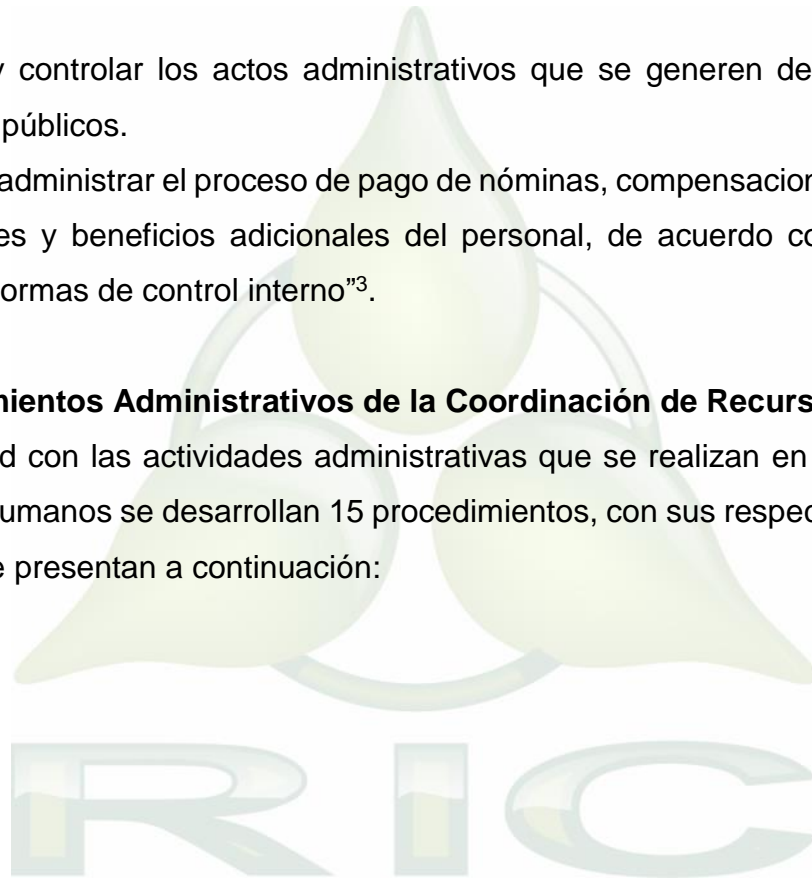 y controlar los actos administrativos que se generen de
públicos.
administrar el proceso de pago de nóminas, compensacion
es y beneficios adicionales del personal, de acuerdo co
ormas de control interno”³.
mientos Administrativos de la Coordinación de Recurs
d con las actividades administrativas que se realizan en
umanos se desarrollan 15 procedimientos, con sus respec
e presentan a continuación:
RIC